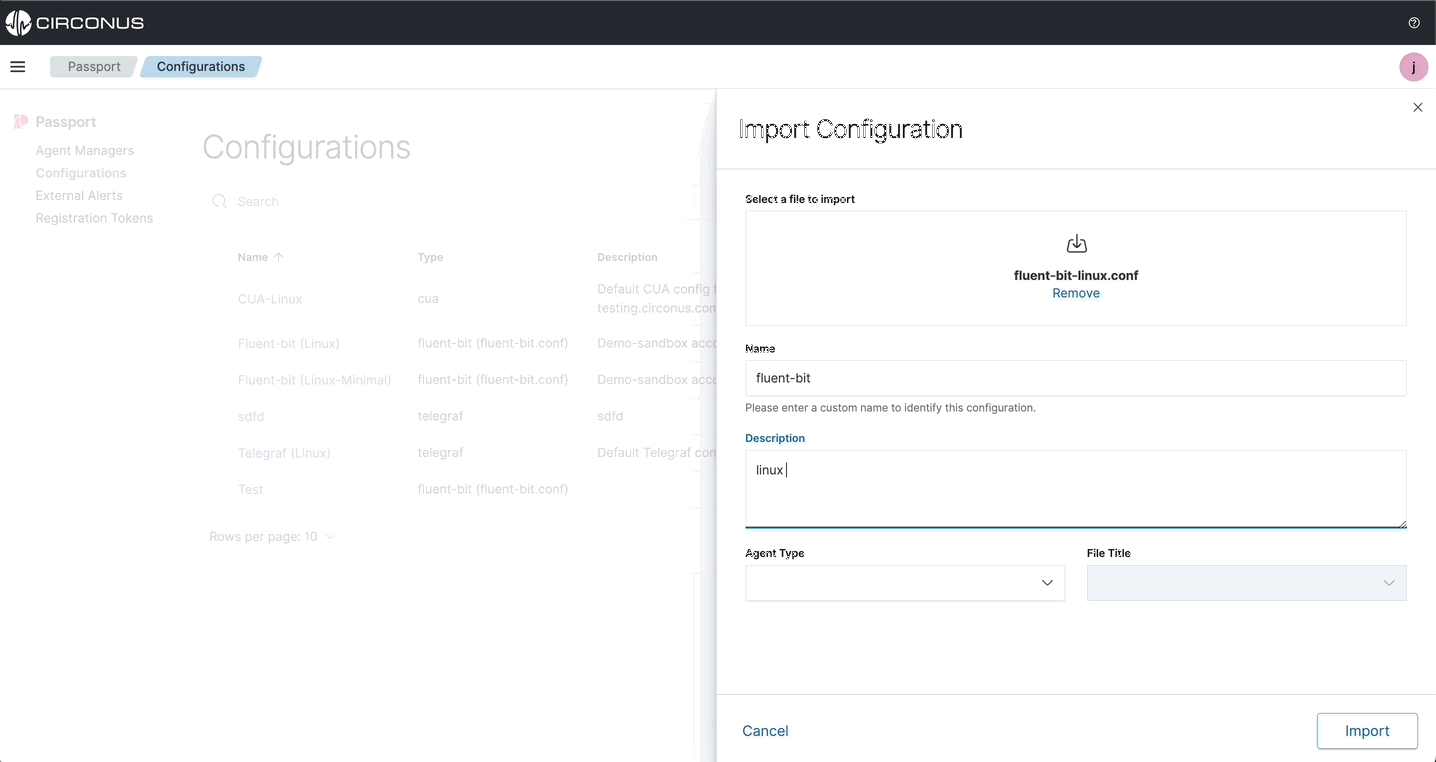 CIRCONUS
Passport
Configurations
j
Passport
Agent Managers
Configurations
External Alerts
Registration Tokens
Configurations
Search
Name Type Description
CUA-Linux cua Default CUA config
testing.circonus.com
Fluent-bit (Linux) fluent-bit (fluent-bit.conf) Demo-sandbox
Fluent-bit (Linux-Minimal) fluent-bit (fluent-bit.conf) Demo-sandbox
sdfd telegraf sdfd
Telegraf (Linux) telegraf Default Telegraf
Test fluent-bit (fluent-bit.conf)
Rows per page: 10
Import Configuration
Select a file to import
fluent-bit-linux.conf
Remove
Name
fluent-bit
Please enter a custom name to identify this configuration.
Description
linux
Agent Type File Title
Cancel Import